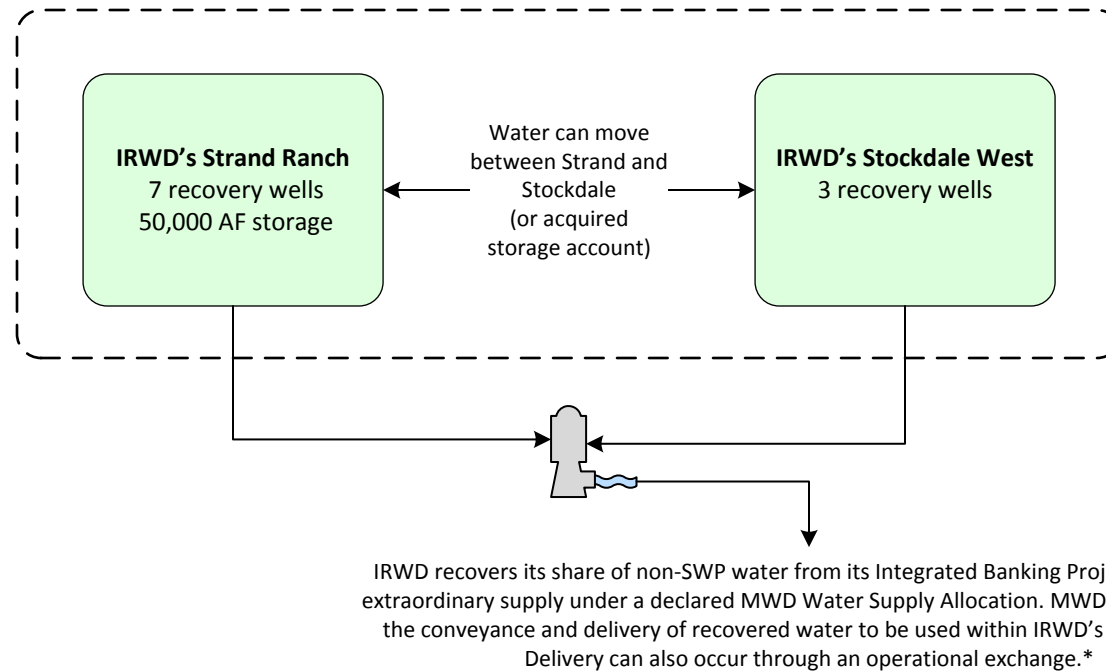 IRWD's Strand Ranch
7 recovery wells
50,000 AF storage
Water can move
between Strand and
Stockdale
(or acquired
storage account)
IRWD's Stockdale West
3 recovery wells
IRWD recovers its share of non-SWP water from its Integrated Banking
extraordinary supply under a declared MWD Water Supply Allocation. MWD
the conveyance and delivery of recovered water to be used within IRWD's
Delivery can also occur through an operational exchange.*